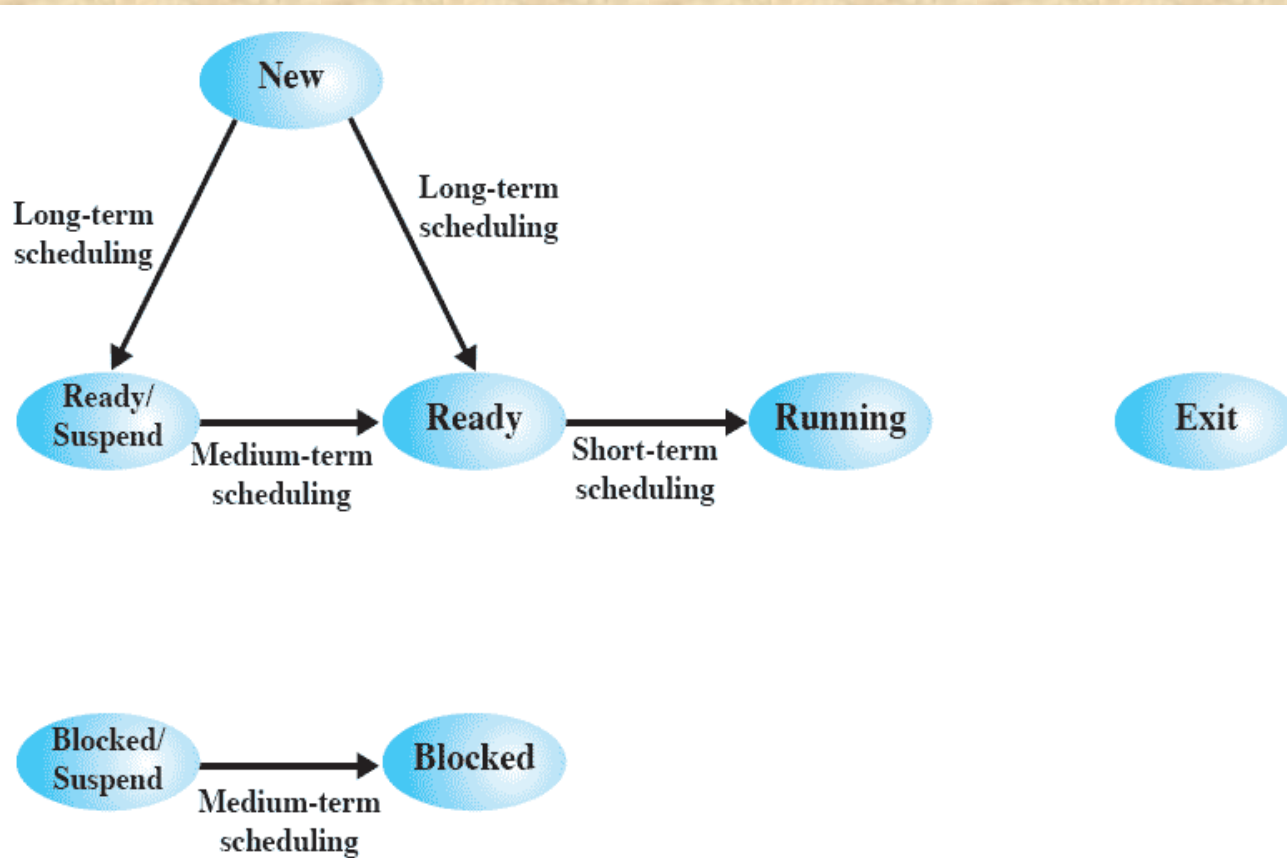 New
Long-term
scheduling
Long-term
scheduling
Ready/
Suspend
Medium-term
scheduling
Ready
Short-term
scheduling
Running
Exit
Blocked/
Suspend
Medium-term
scheduling
Blocked